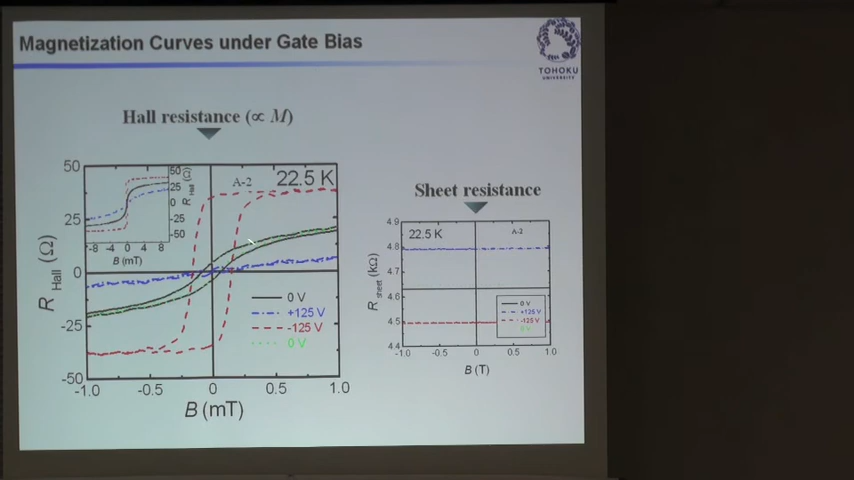 Magnetization Curves under Gate Bias
TOHOKU
UNIVERSITY
Hall resistance (∝ M)
50
25
0
-25
-50
R Hall (Ω)
-1.0 -0.5 0 0.5 1.0
B (mT)
A-2
22.5 K
50
25
0
-25
-50
R Hall (Ω)
-8 -4 0 4 8
B (mT)
0 V
+125 V
-125 V
0 V
Sheet resistance
4.9
4.8
4.7
4.6
4.5
4.4
R sheet (kΩ)
22.5 K
A-2
0 V
+125 V
-125 V
0 V
-1.0 -0.5 0 0.5 1.0
B (T)